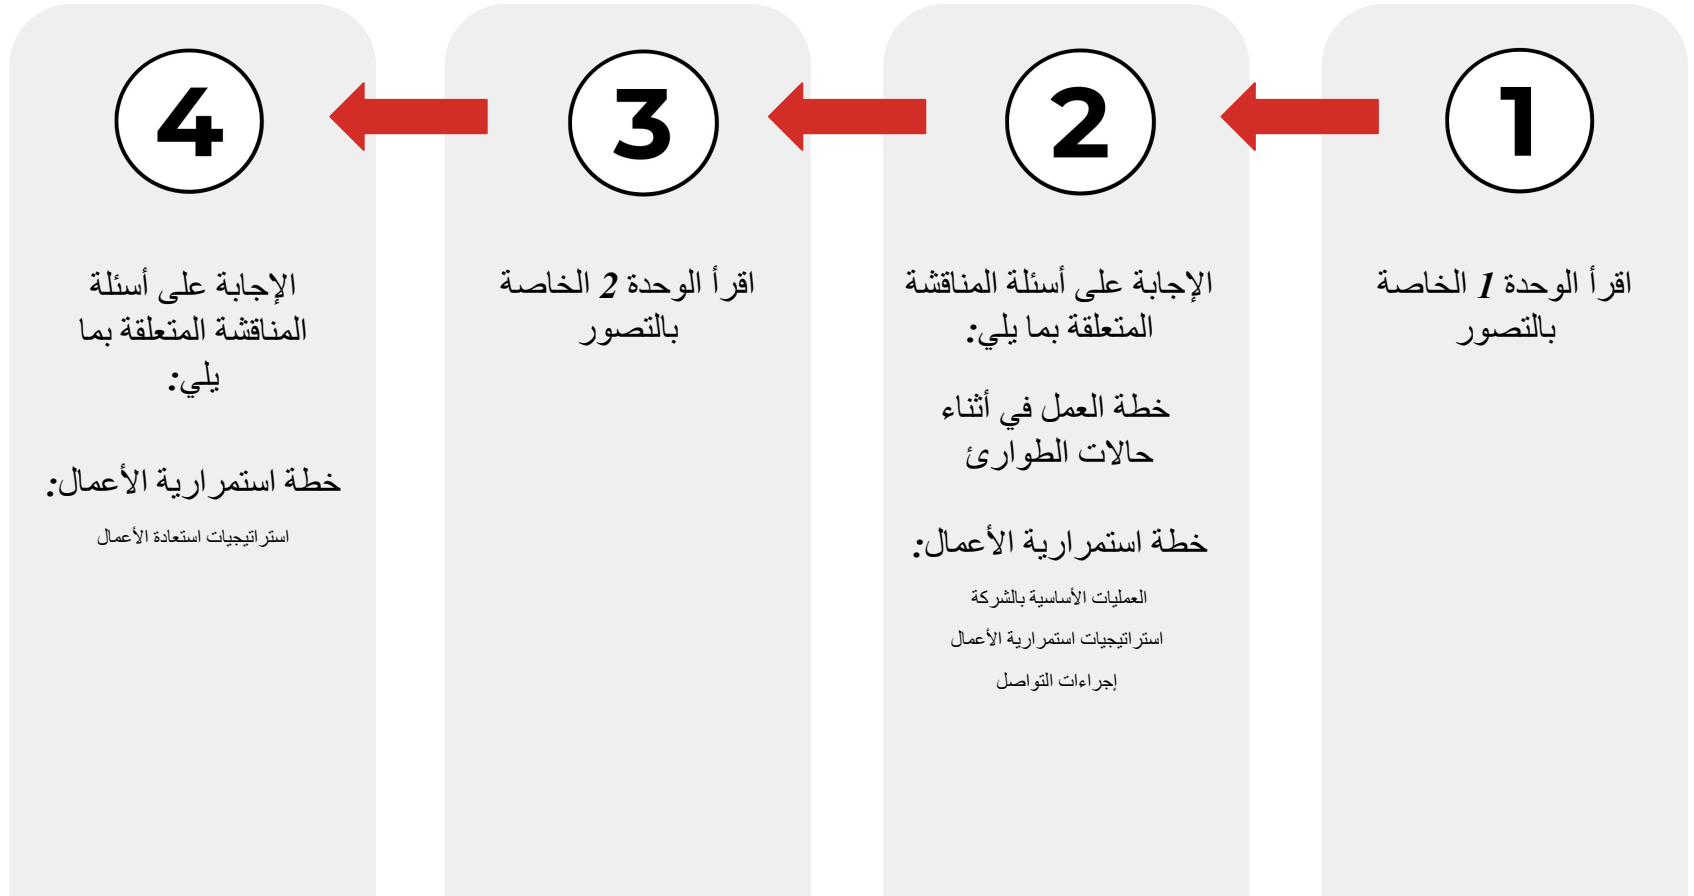 1
اقرأ الوحدة 1 الخاصة
بالتصور
2
الإجابة على أسئلة المناقشة
المتعلقة بما يلي:
خطة العمل في أثناء
حالات الطوارئ
خطة استمرارية الأعمال:
العمليات الأساسية بالشركة
استراتيجيات استمرارية الأعمال
إجراءات التواصل
3
اقرأ الوحدة 2 الخاصة
بالتصور
4
الإجابة على أسئلة
المناقشة المتعلقة بما
يلي:
خطة استمرارية الأعمال:
استراتيجيات استعادة الأعمال